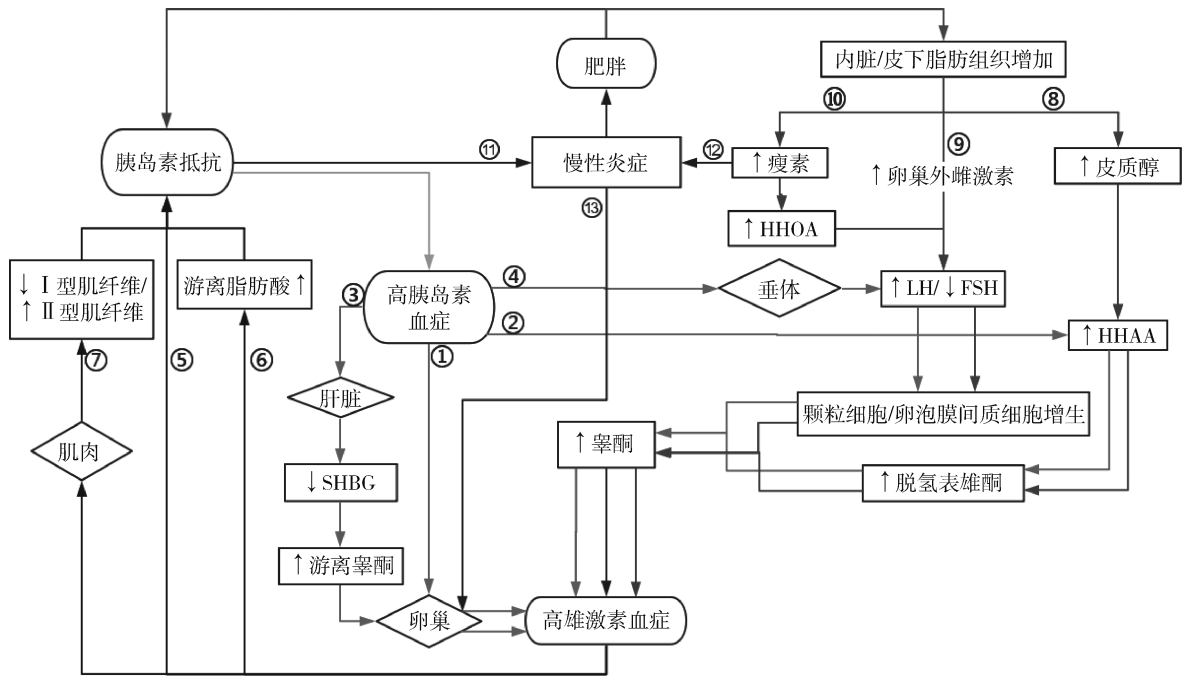 肥胖
内脏/皮下脂肪组织增加
⑩
⑧
胰岛素抵抗
⑪
慢性炎症
⑫
↑瘦素
⑨
↑卵巢外雌激素
↑皮质醇
⑬
↑HHOA
↓Ⅰ型肌纤维/
↑Ⅱ型肌纤维
游离脂肪酸↑
③
高胰岛素
血症
④
垂体
↑LH/↓FSH
②
↑HHAA
⑦
⑤
⑥
①
肝脏
颗粒细胞/卵泡膜间质细胞增生
肌肉
↑睾酮
↓SHBG
↑脱氢表雄酮
↑游离睾酮
卵巢
高雄激素血症